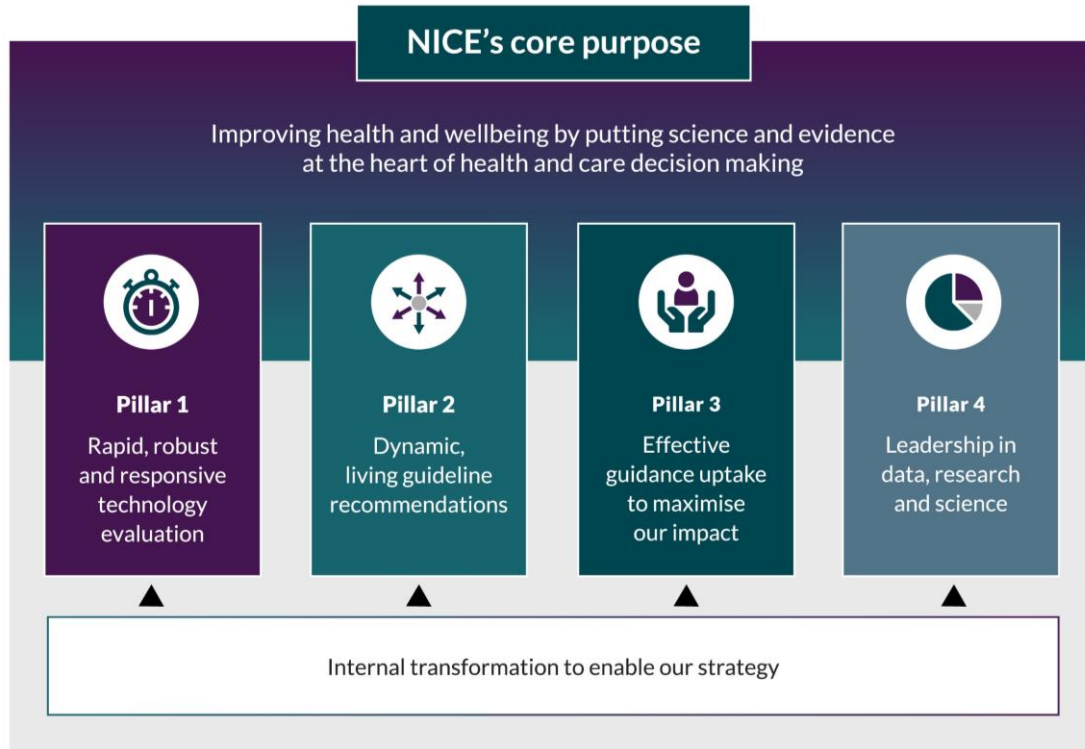 NICE’s core purpose
Improving health and wellbeing by putting science and evidence
at the heart of health and care decision making
Pillar 1
Rapid, robust
and responsive
technology
evaluation
Pillar 2
Dynamic,
living guideline
recommendations
Pillar 3
Effective
guidance uptake
to maximise
our impact
Pillar 4
Leadership in
data, research
and science
Internal transformation to enable our strategy